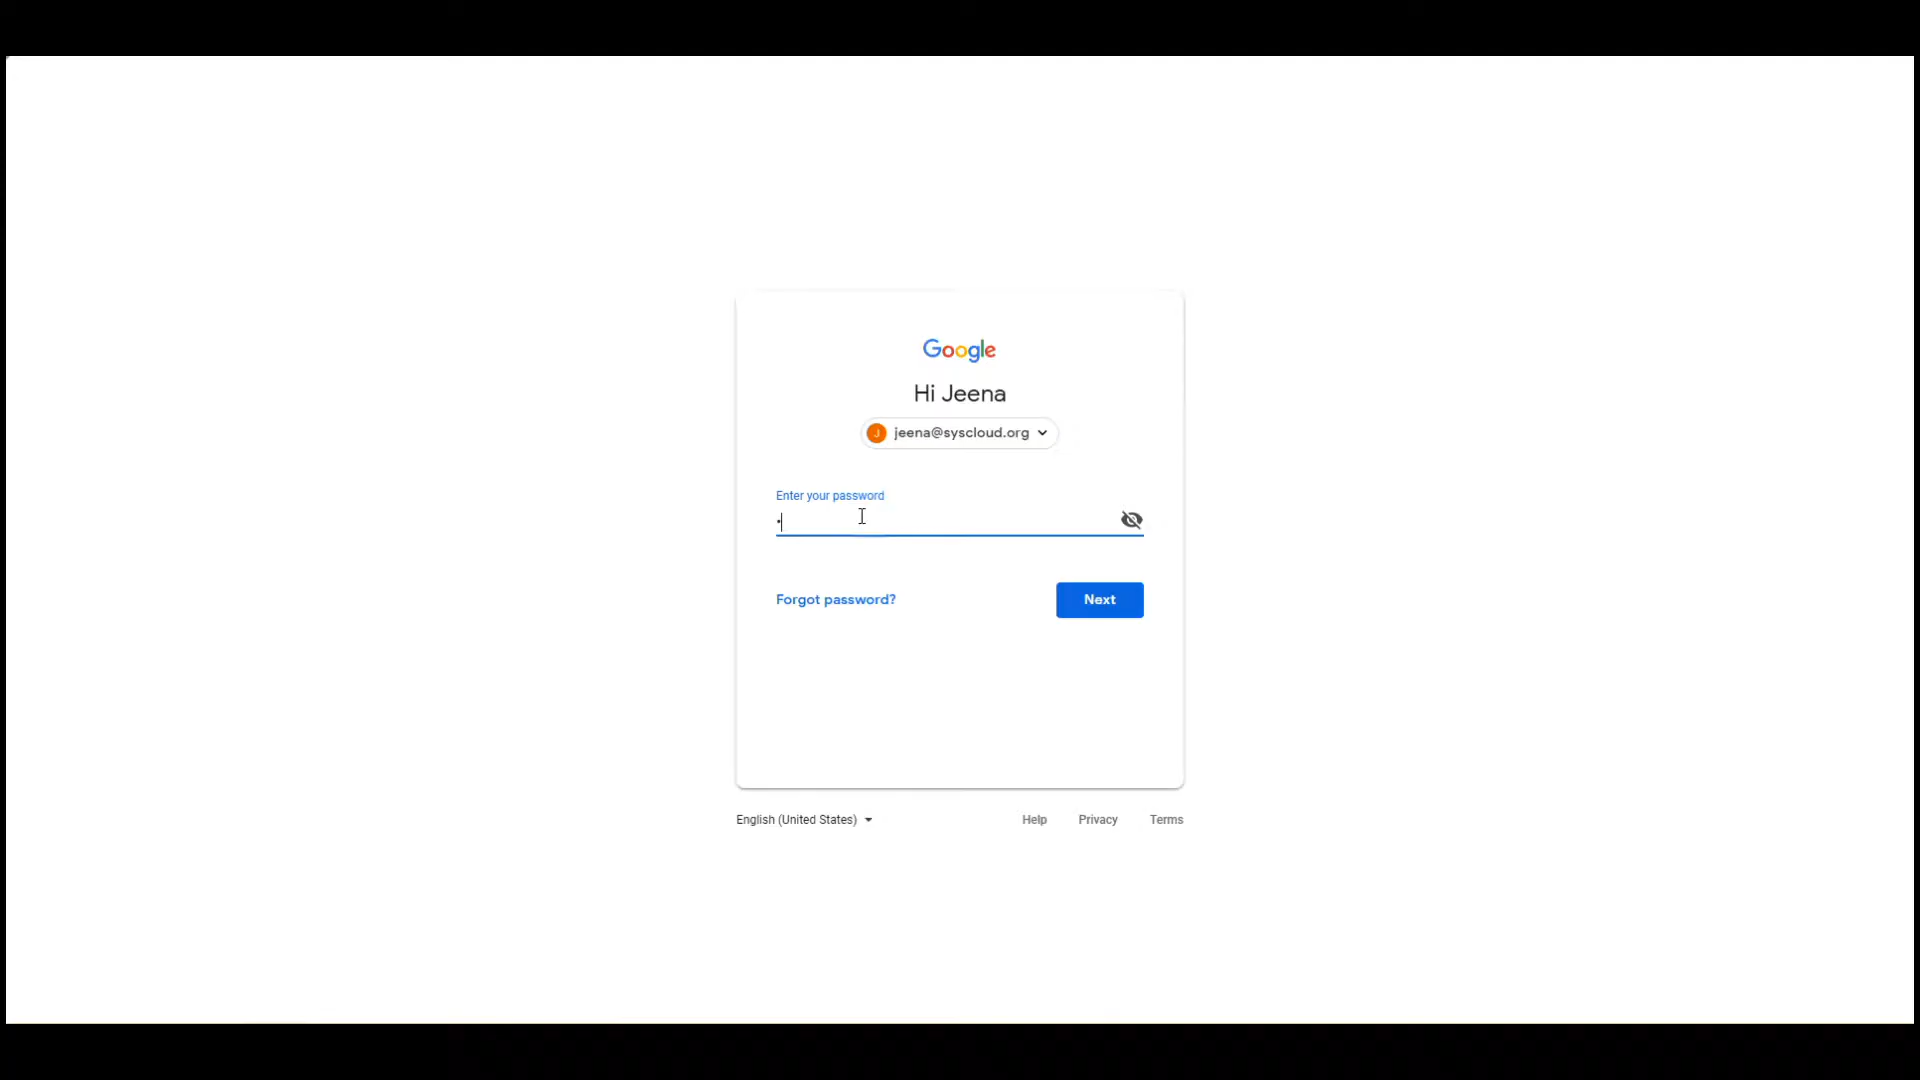 Google
Hi Jeena
J jeena@syscloud.org
Enter your password
Forgot password?
Next
English (United States)
Help
Privacy
Terms